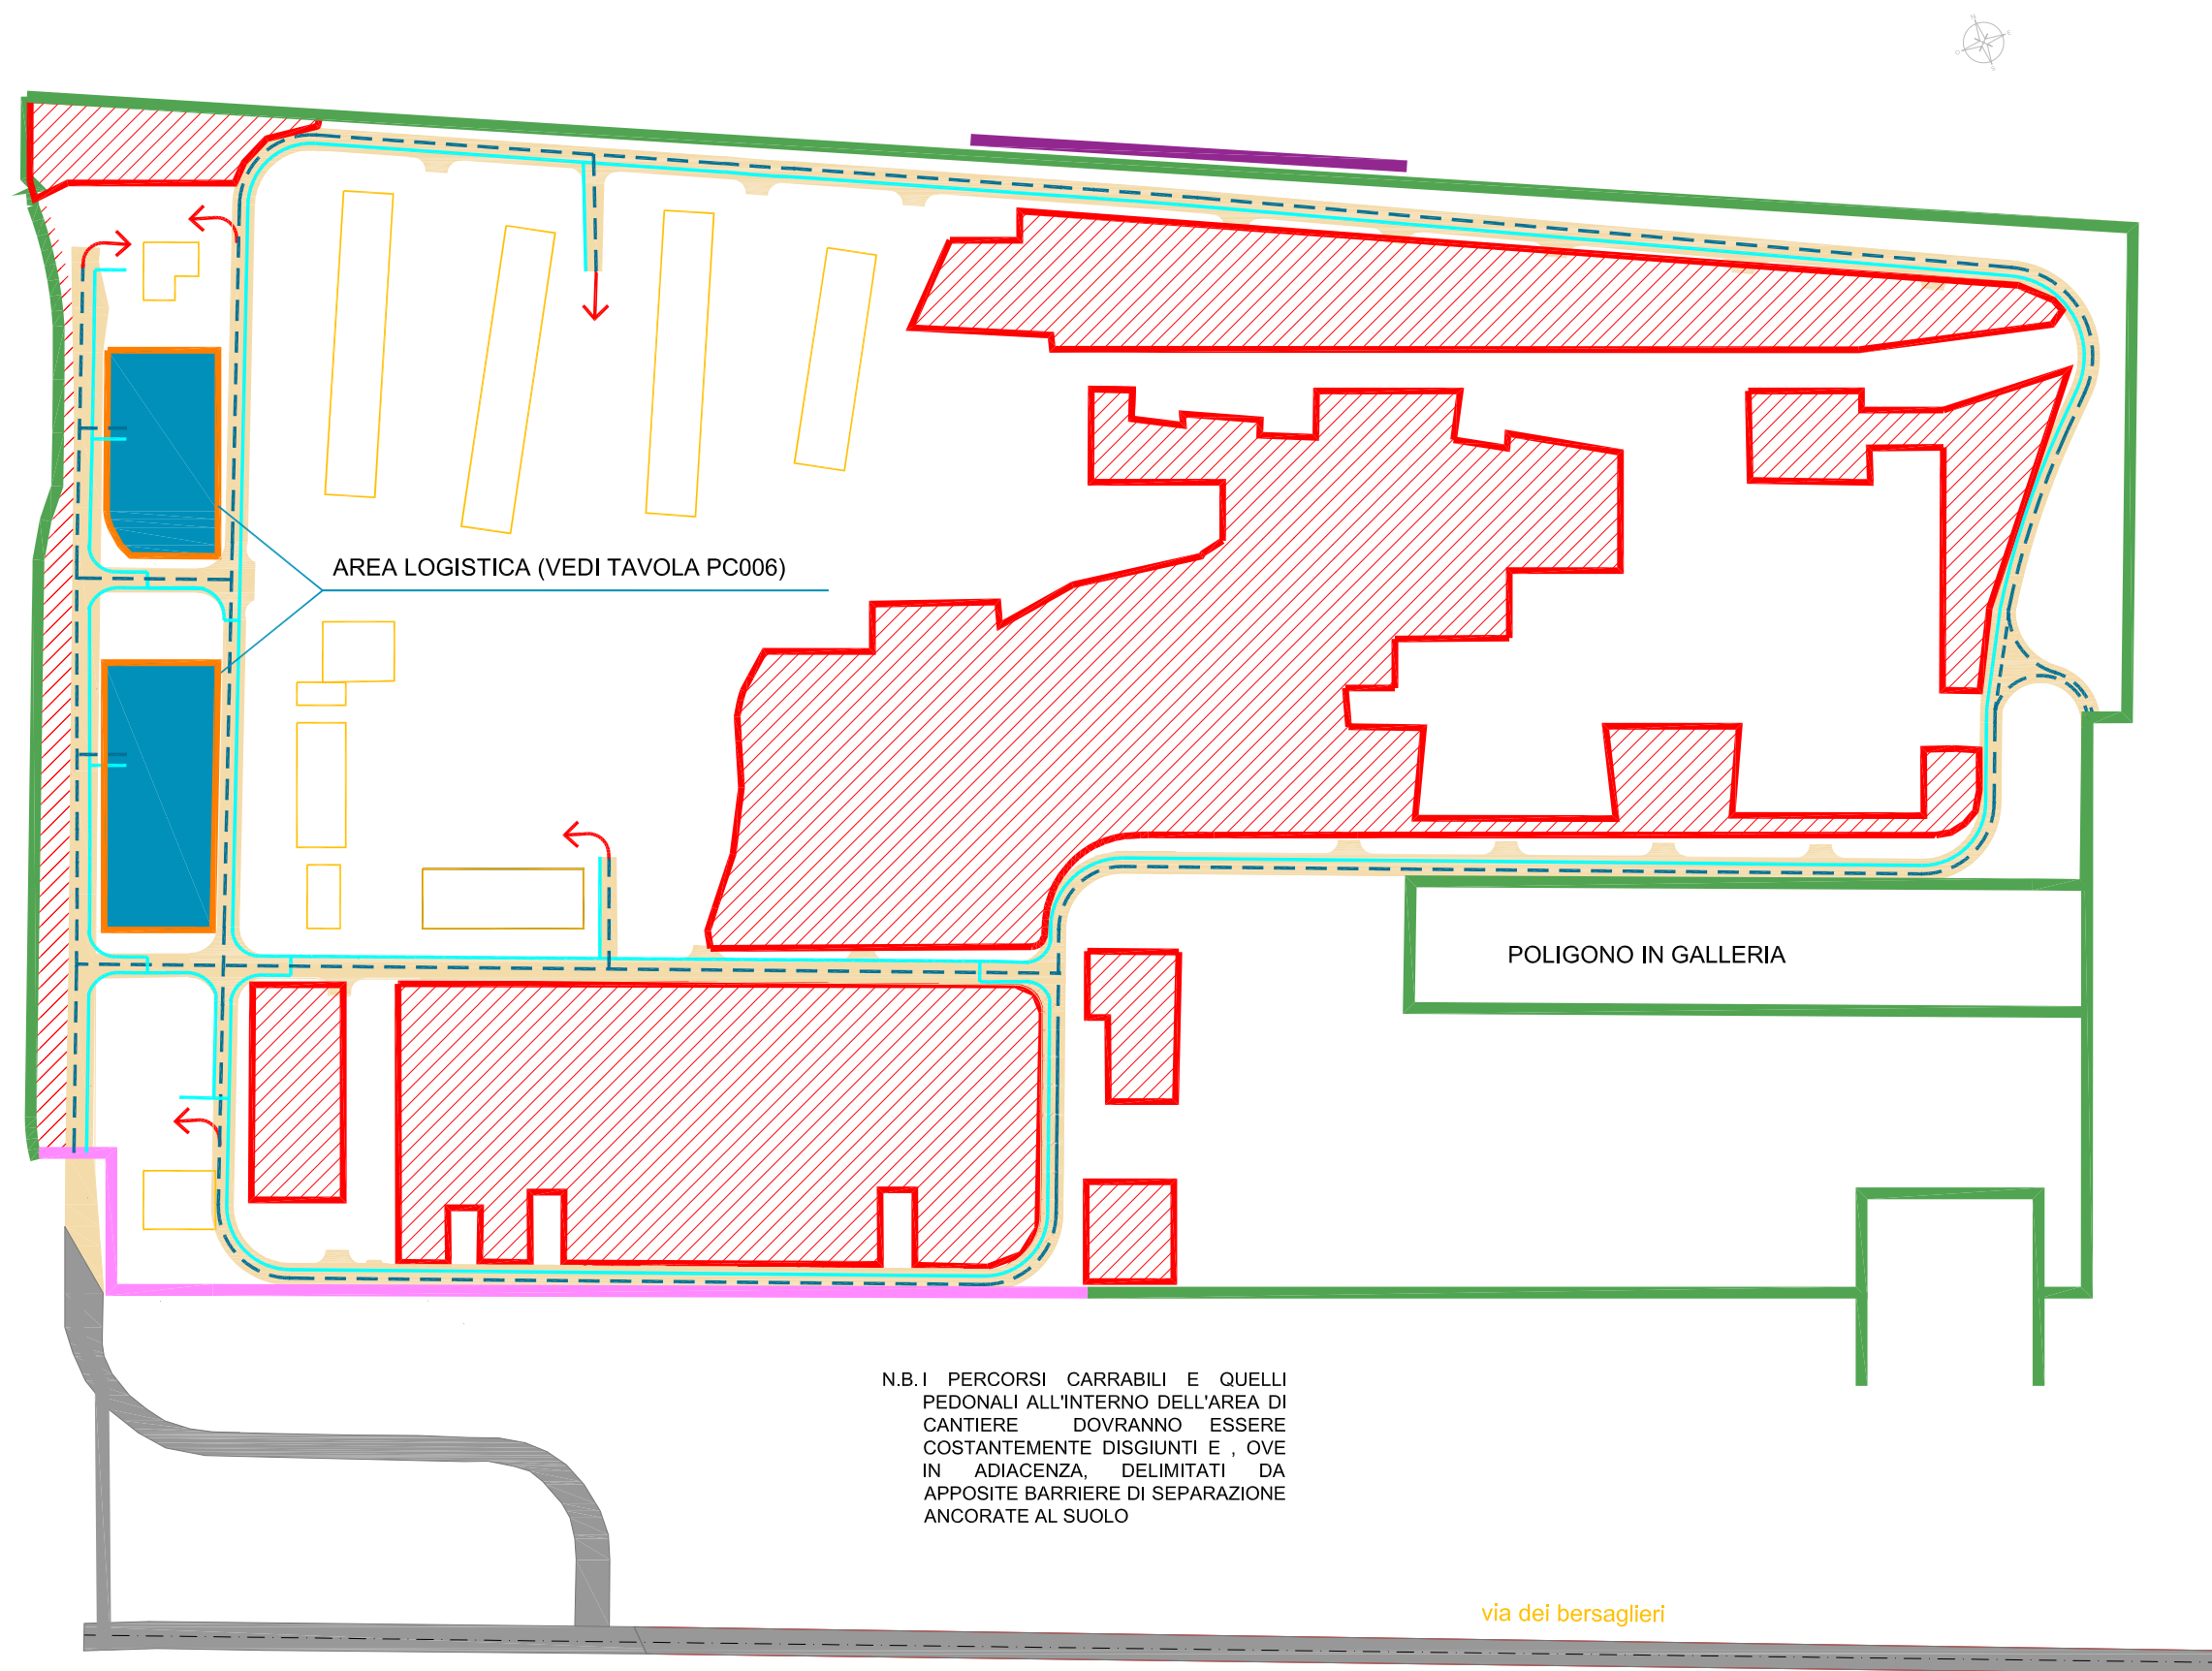 N
E
O
S
AREA LOGISTICA (VEDI TAVOLA PC006)
POLIGONO IN GALLERIA
N.B. I PERCORSI CARRABILI E QUELLI
PEDONALI ALL'INTERNO DELL'AREA DI
CANTIERE DOVRANNO ESSERE
COSTANTEMENTE DISGIUNTI E , OVE
IN ADIACENZA, DELIMITATI DA
APPOSITE BARRIERE DI SEPARAZIONE
ANCORATE AL SUOLO
via dei bersaglieri